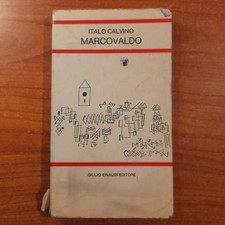 ITALO CALVINO
MARCOVALDO
GIULIO EINAUDI EDITORE